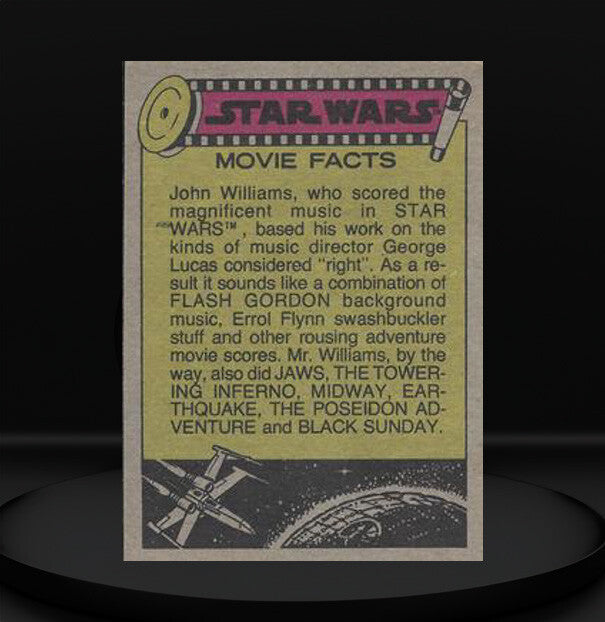 STAR WARS
MOVIE FACTS
John Williams, who scored the
magnificent music in STAR
WARS™, based his work on the
kinds of music director George
Lucas considered "right". As a re-
sult it sounds like a combination of
FLASH GORDON background
music, Errol Flynn swashbuckler
stuff and other rousing adventure
movie scores. Mr. Williams, by the
way, also did JAWS, THE TOWER-
ING INFERNO, MIDWAY, EAR-
THQUAKE, THE POSEIDON AD-
VENTURE and BLACK SUNDAY.